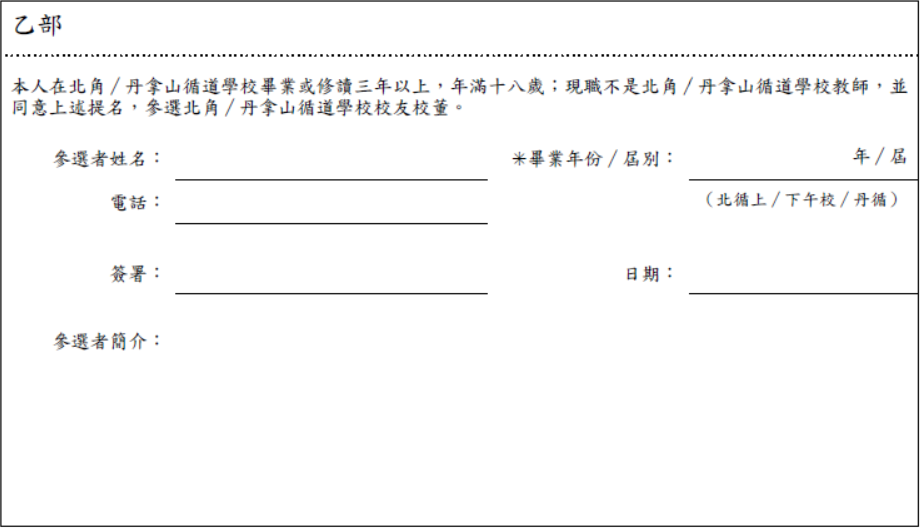 乙部
本人在北角／丹拿山循道學校畢業或修讀三年以上，年滿十八歲；現職不是北角／丹拿山循道學校教師，並
同意上述提名，參選北角／丹拿山循道學校校友校董。
參選者姓名： ＊畢業年份／屆別： 年／屆
電話： （北循上／下午校／丹循）
簽署： 日期：
參選者簡介：